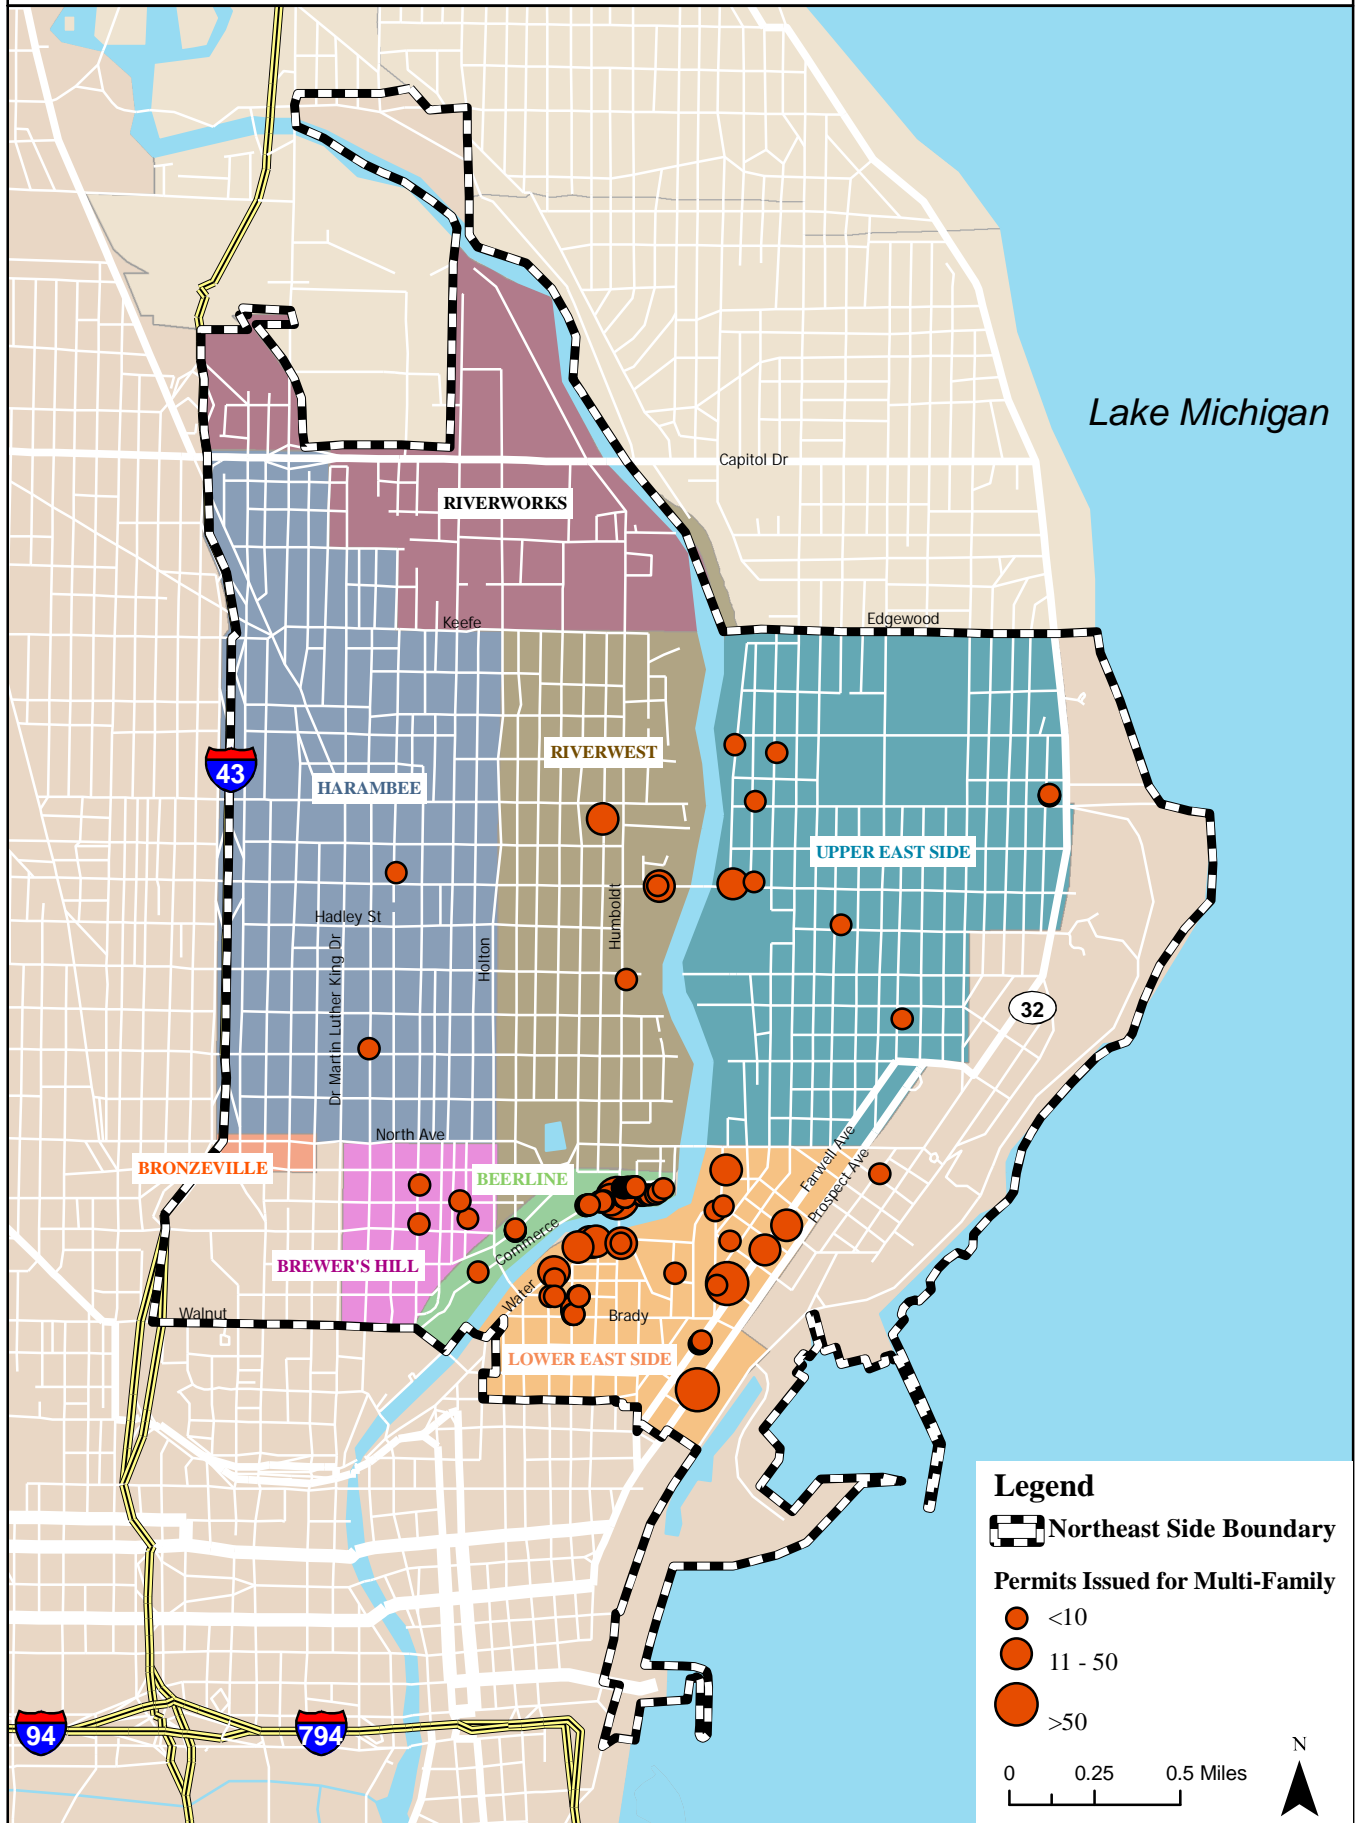 Lake Michigan
Capitol Dr
RIVERWORKS
Keefe
Edgewood
RIVERWEST
43
HARAMBEE
UPPER EAST SIDE
Hadley St
Humboldt
Holton
Dr Martin Luther King Dr
32
North Ave
Farwell Ave
Prospect Ave
BRONZEVILLE
BEERLINE
Commerce
BREWER'S HILL
Water
Walnut
Brady
LOWER EAST SIDE
94
794
Legend
Northeast Side Boundary
Permits Issued for Multi-Family
<10
11 - 50
>50
N
0 0.25 0.5 Miles